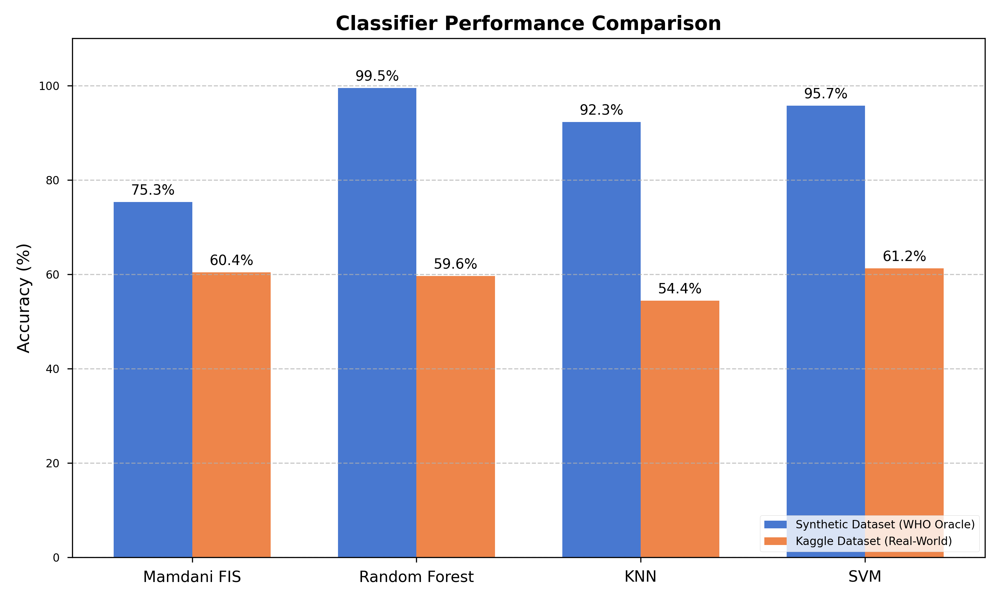 Classifier Performance Comparison
Accuracy (%)
100
80
60
40
20
0
75.3%
60.4%
99.5%
59.6%
92.3%
54.4%
95.7%
61.2%
Mamdani FIS
Random Forest
KNN
SVM
Synthetic Dataset (WHO Oracle)
Kaggle Dataset (Real-World)